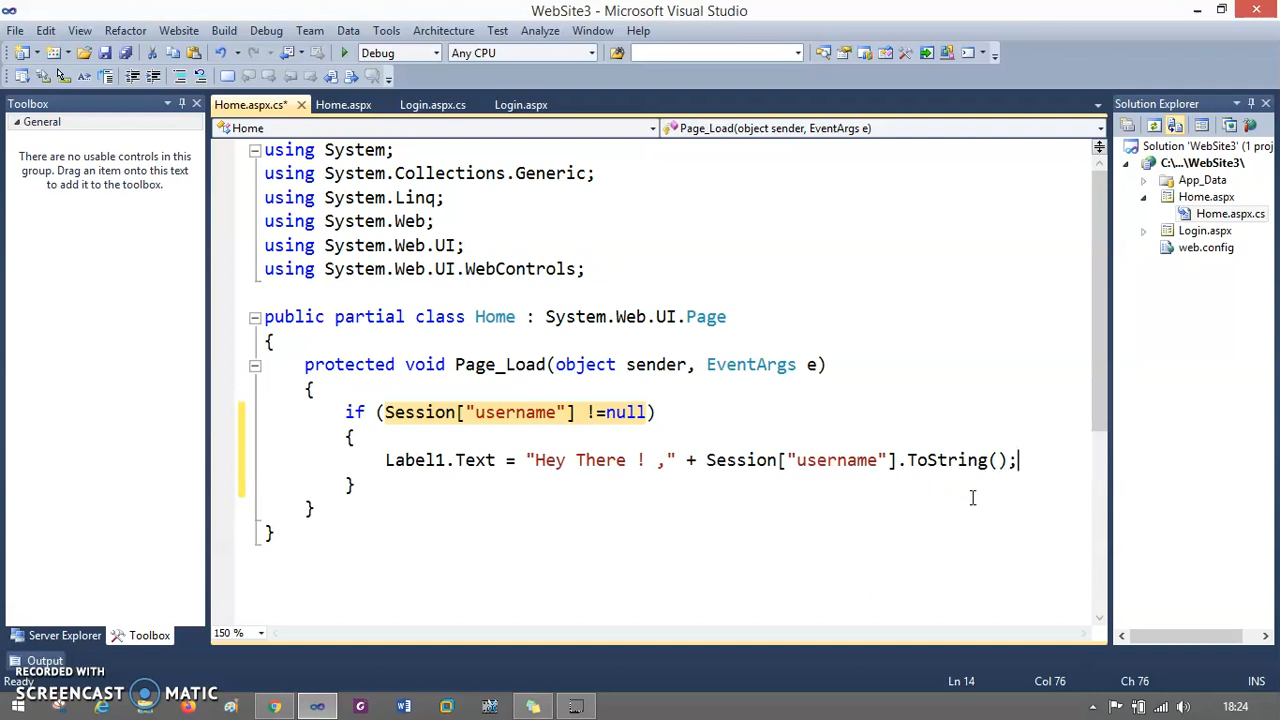 WebSite3 - Microsoft Visual Studio
File Edit View Refactor Website Build Debug Team Data Tools Architecture Test Analyze Window Help
Debug Any CPU
Toolbox
General
There are no usable controls in this
group. Drag an item onto this text
to add it to the toolbox.
Server Explorer Toolbox
Home.aspx.cs* Home.aspx Login.aspx.cs Login.aspx
Home Page_Load(object sender, EventArgs e)
using System;
using System.Collections.Generic;
using System.Linq;
using System.Web;
using System.Web.UI;
using System.Web.UI.WebControls;
public partial class Home : System.Web.UI.Page
{
protected void Page_Load(object sender, EventArgs e)
{
if (Session["username"] !=null)
{
Label1.Text = "Hey There ! ," + Session["username"].ToString();
}
}
}
150 %
Solution Explorer
Solution 'WebSite3' (1 proj
C:\...\WebSite3\
App_Data
Home.aspx
Home.aspx.cs
Login.aspx
web.config
Output
RECORDED WITH
SCREENCAST MATIC
Ln 14 Col 76 Ch 76 INS
18:24